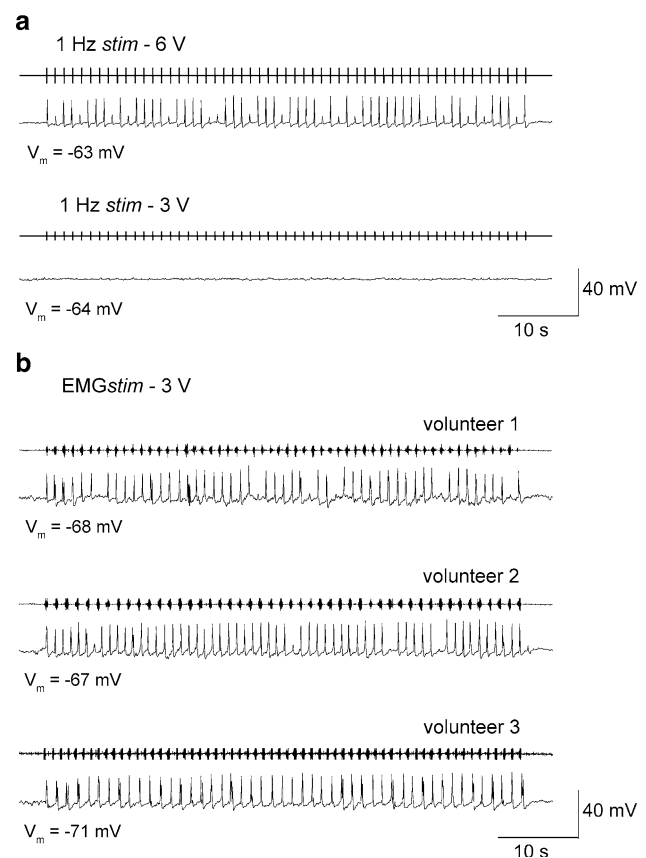 a
1 Hz stim - 6 V
Vm = -63 mV
1 Hz stim - 3 V
Vm = -64 mV
40 mV
10 s
b
EMGstim - 3 V
volunteer 1
Vm = -68 mV
volunteer 2
Vm = -67 mV
volunteer 3
Vm = -71 mV
40 mV
10 s